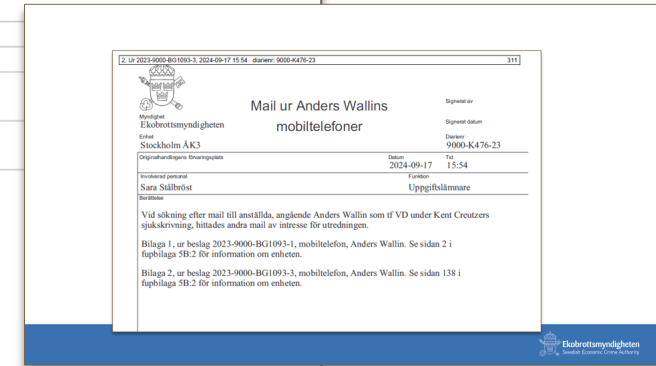 2. Ur 2023-9000-BG1093-3, 2024-09-17 15:54 diarienr: 9000-K476-23 311
Mail ur Anders Wallins
mobiltelefoner
Signerat av
Myndighet
Ekobrottsmyndigheten
Signerat datum
Enhet
Stockholm ÅK3
Diarienr
9000-K476-23
Originalhandlingens förvaringsplats
Datum
2024-09-17
Tid
15:54
Involverad personal
Sara Stålbröst
Funktion
Uppgiftslämnare
Berättelse
Vid sökning efter mail till anställda, angående Anders Wallin som tf VD under Kent Creutzers
sjukskrivning, hittades andra mail av intresse för utredningen.
Bilaga 1, ur beslag 2023-9000-BG1093-1, mobiltelefon, Anders Wallin. Se sidan 2 i
fupbilaga 5B:2 för information om enheten.
Bilaga 2, ur beslag 2023-9000-BG1093-3, mobiltelefon, Anders Wallin. Se sidan 138 i
fupbilaga 5B:2 för information om enheten.
Ekobrottsmyndigheten
Swedish Economic Crime Authority